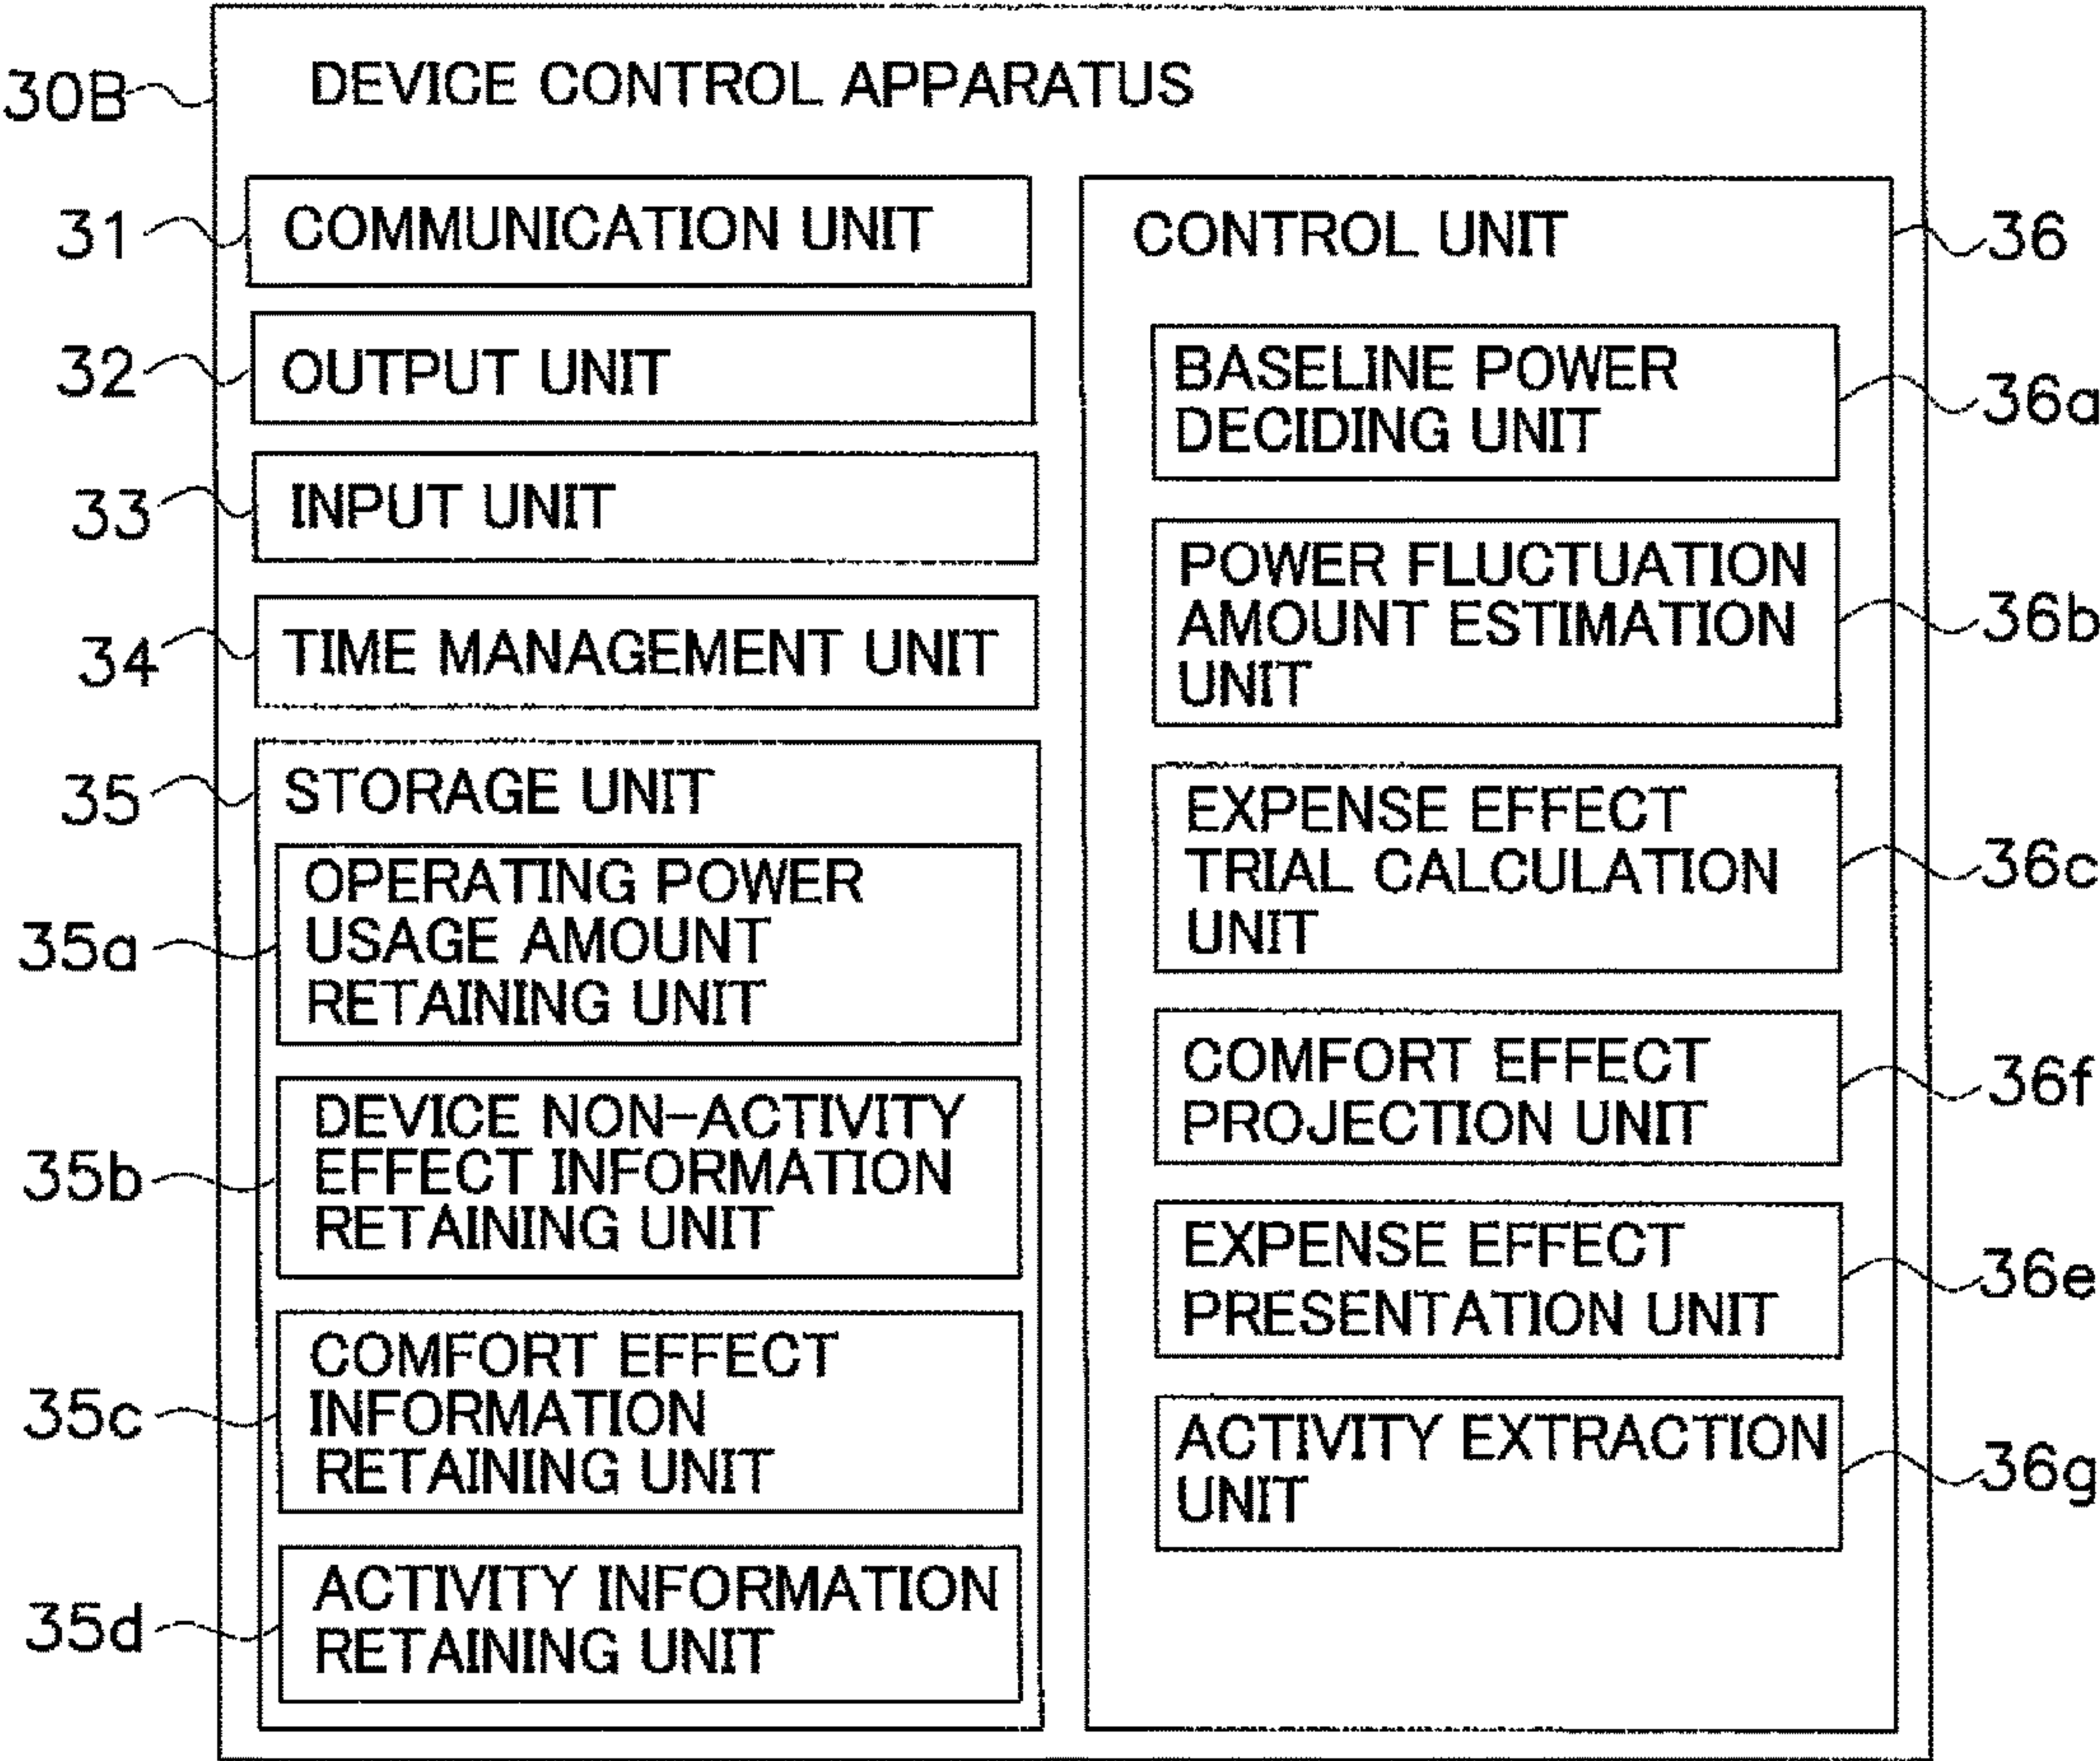 30B
DEVICE CONTROL APPARATUS
31
COMMUNICATION UNIT
32
OUTPUT UNIT
33
INPUT UNIT
34
TIME MANAGEMENT UNIT
35
STORAGE UNIT
35a
OPERATING POWER
USAGE AMOUNT
RETAINING UNIT
35b
DEVICE NON-ACTIVITY
EFFECT INFORMATION
RETAINING UNIT
35c
COMFORT EFFECT
INFORMATION
RETAINING UNIT
35d
ACTIVITY INFORMATION
RETAINING UNIT
CONTROL UNIT
36
BASELINE POWER
DECIDING UNIT
36a
POWER FLUCTUATION
AMOUNT ESTIMATION
UNIT
36b
EXPENSE EFFECT
TRIAL CALCULATION
UNIT
36c
COMFORT EFFECT
PROJECTION UNIT
36f
EXPENSE EFFECT
PRESENTATION UNIT
36e
ACTIVITY EXTRACTION
UNIT
36g